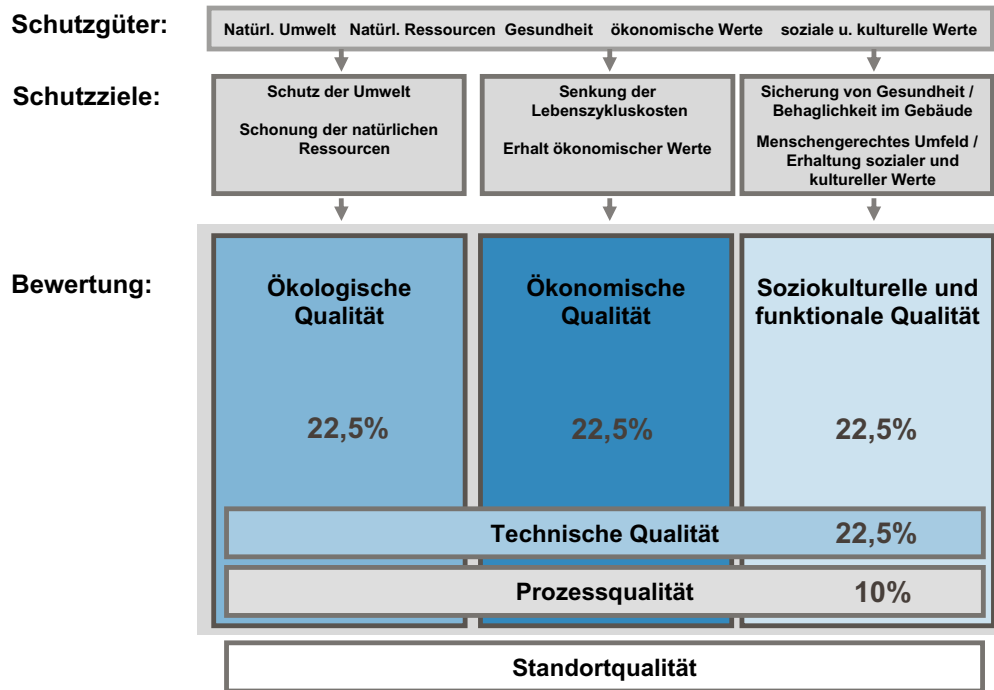 Schutzgüter:
Natürl. Umwelt Natürl. Ressourcen Gesundheit ökonomische Werte soziale u. kulturelle Werte
Schutzziele:
Schutz der Umwelt
Schonung der natürlichen
Ressourcen
Senkung der
Lebenszykluskosten
Erhalt ökonomischer Werte
Sicherung von Gesundheit /
Behaglichkeit im Gebäude
Menschengerechtes Umfeld /
Erhaltung sozialer und
kultureller Werte
Bewertung:
Ökologische
Qualität
22,5%
Ökonomische
Qualität
22,5%
Soziokulturelle und
funktionale Qualität
22,5%
Technische Qualität 22,5%
Prozessqualität 10%
Standortqualität